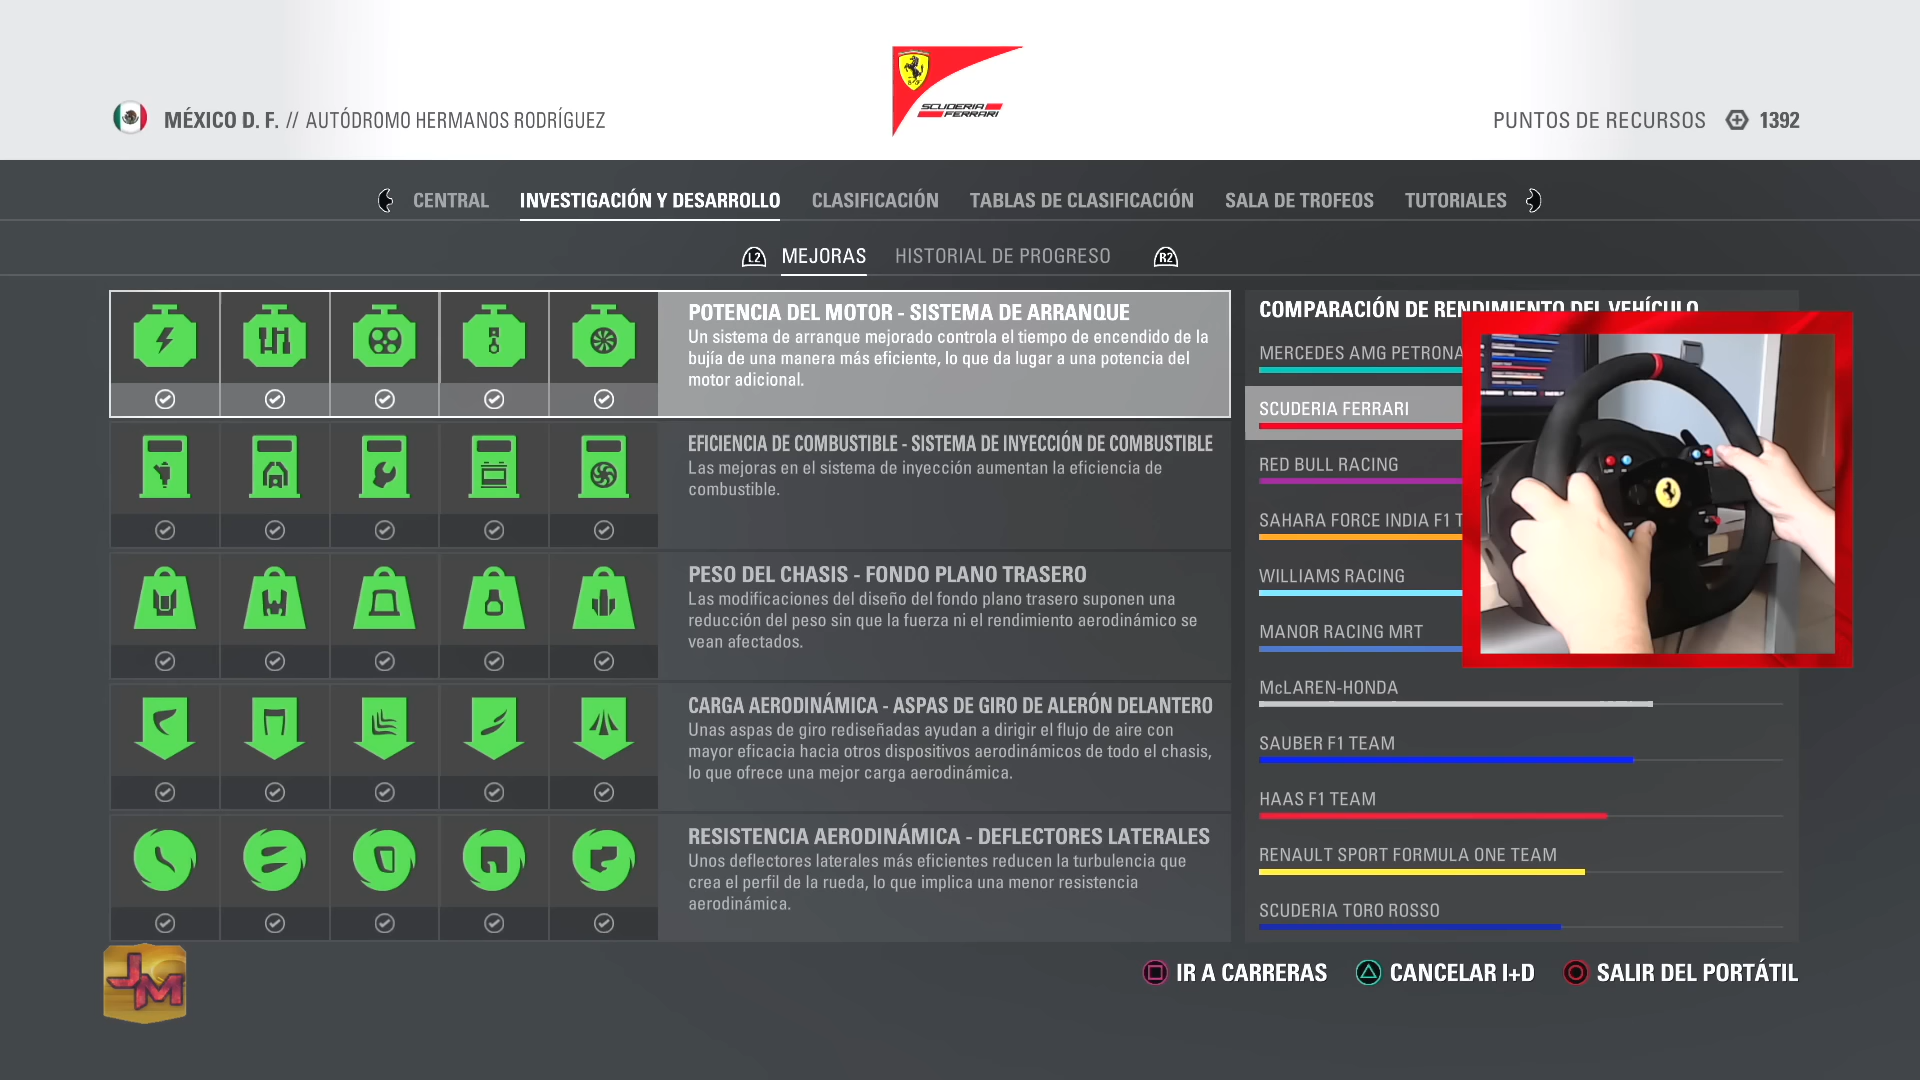 SCUDERIA
FERRARI
MÉXICO D. F. // AUTÓDROMO HERMANOS RODRÍGUEZ
PUNTOS DE RECURSOS 1392
CENTRAL INVESTIGACIÓN Y DESARROLLO CLASIFICACIÓN TABLAS DE CLASIFICACIÓN SALA DE TROFEOS TUTORIALES
L2 MEJORAS HISTORIAL DE PROGRESO R2
POTENCIA DEL MOTOR - SISTEMA DE ARRANQUE
Un sistema de arranque mejorado controla el tiempo de encendido de la
bujía de una manera más eficiente, lo que da lugar a una potencia del
motor adicional.
EFICIENCIA DE COMBUSTIBLE - SISTEMA DE INYECCIÓN DE COMBUSTIBLE
Las mejoras en el sistema de inyección aumentan la eficiencia de
combustible.
PESO DEL CHASIS - FONDO PLANO TRASERO
Las modificaciones del diseño del fondo plano trasero suponen una
reducción del peso sin que la fuerza ni el rendimiento aerodinámico se
vean afectados.
CARGA AERODINÁMICA - ASPAS DE GIRO DE ALERÓN DELANTERO
Unas aspas de giro rediseñadas ayudan a dirigir el flujo de aire con
mayor eficacia hacia otros dispositivos aerodinámicos de todo el chasis,
lo que ofrece una mejor carga aerodinámica.
RESISTENCIA AERODINÁMICA - DEFLECTORES LATERALES
Unos deflectores laterales más eficientes reducen la turbulencia que
crea el perfil de la rueda, lo que implica una menor resistencia
aerodinámica.
COMPARACIÓN DE RENDIMIENTO DEL VEHÍCULO
MERCEDES AMG PETRONA
SCUDERIA FERRARI
RED BULL RACING
SAHARA FORCE INDIA F1 T
WILLIAMS RACING
MANOR RACING MRT
McLAREN-HONDA
SAUBER F1 TEAM
HAAS F1 TEAM
RENAULT SPORT FORMULA ONE TEAM
SCUDERIA TORO ROSSO
JM
IR A CARRERAS CANCELAR I+D SALIR DEL PORTÁTIL